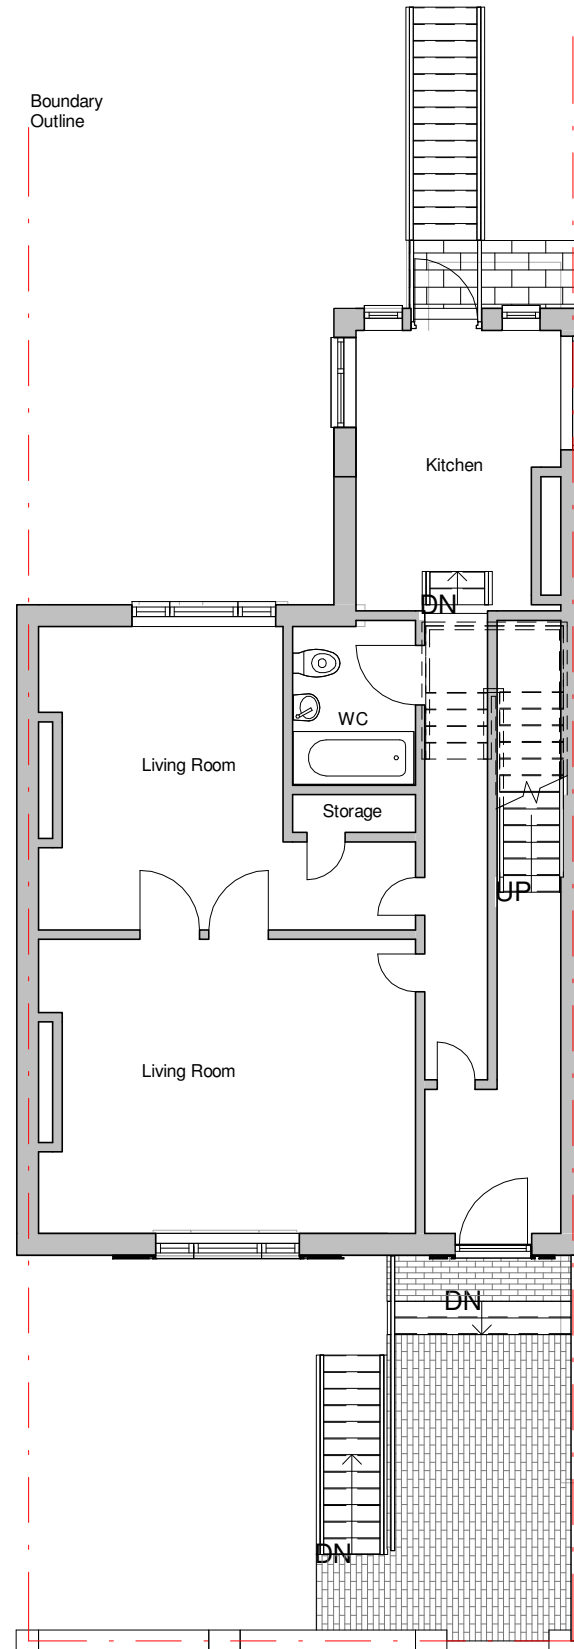 Boundary
Outline
Kitchen
DN
WC
Living Room
Storage
UP
Living Room
DN
DN